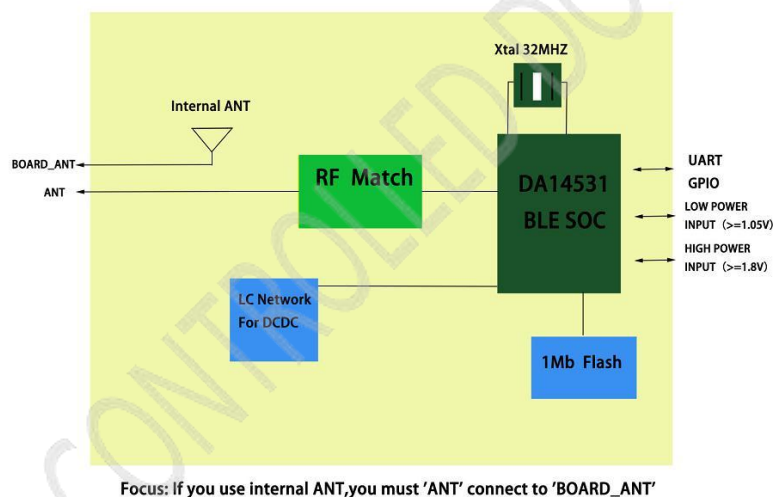 Xtal 32MHZ
Internal ANT
BOARD_ANT
ANT
RF Match
DA14531
BLE SOC
UART
GPIO
LOW POWER
INPUT (>=1.05V)
HIGH POWER
INPUT (>=1.8V)
LC Network
For DCDC
1Mb Flash
Focus: If you use internal ANT,you must 'ANT' connect to 'BOARD_ANT'
CONTROLED DO